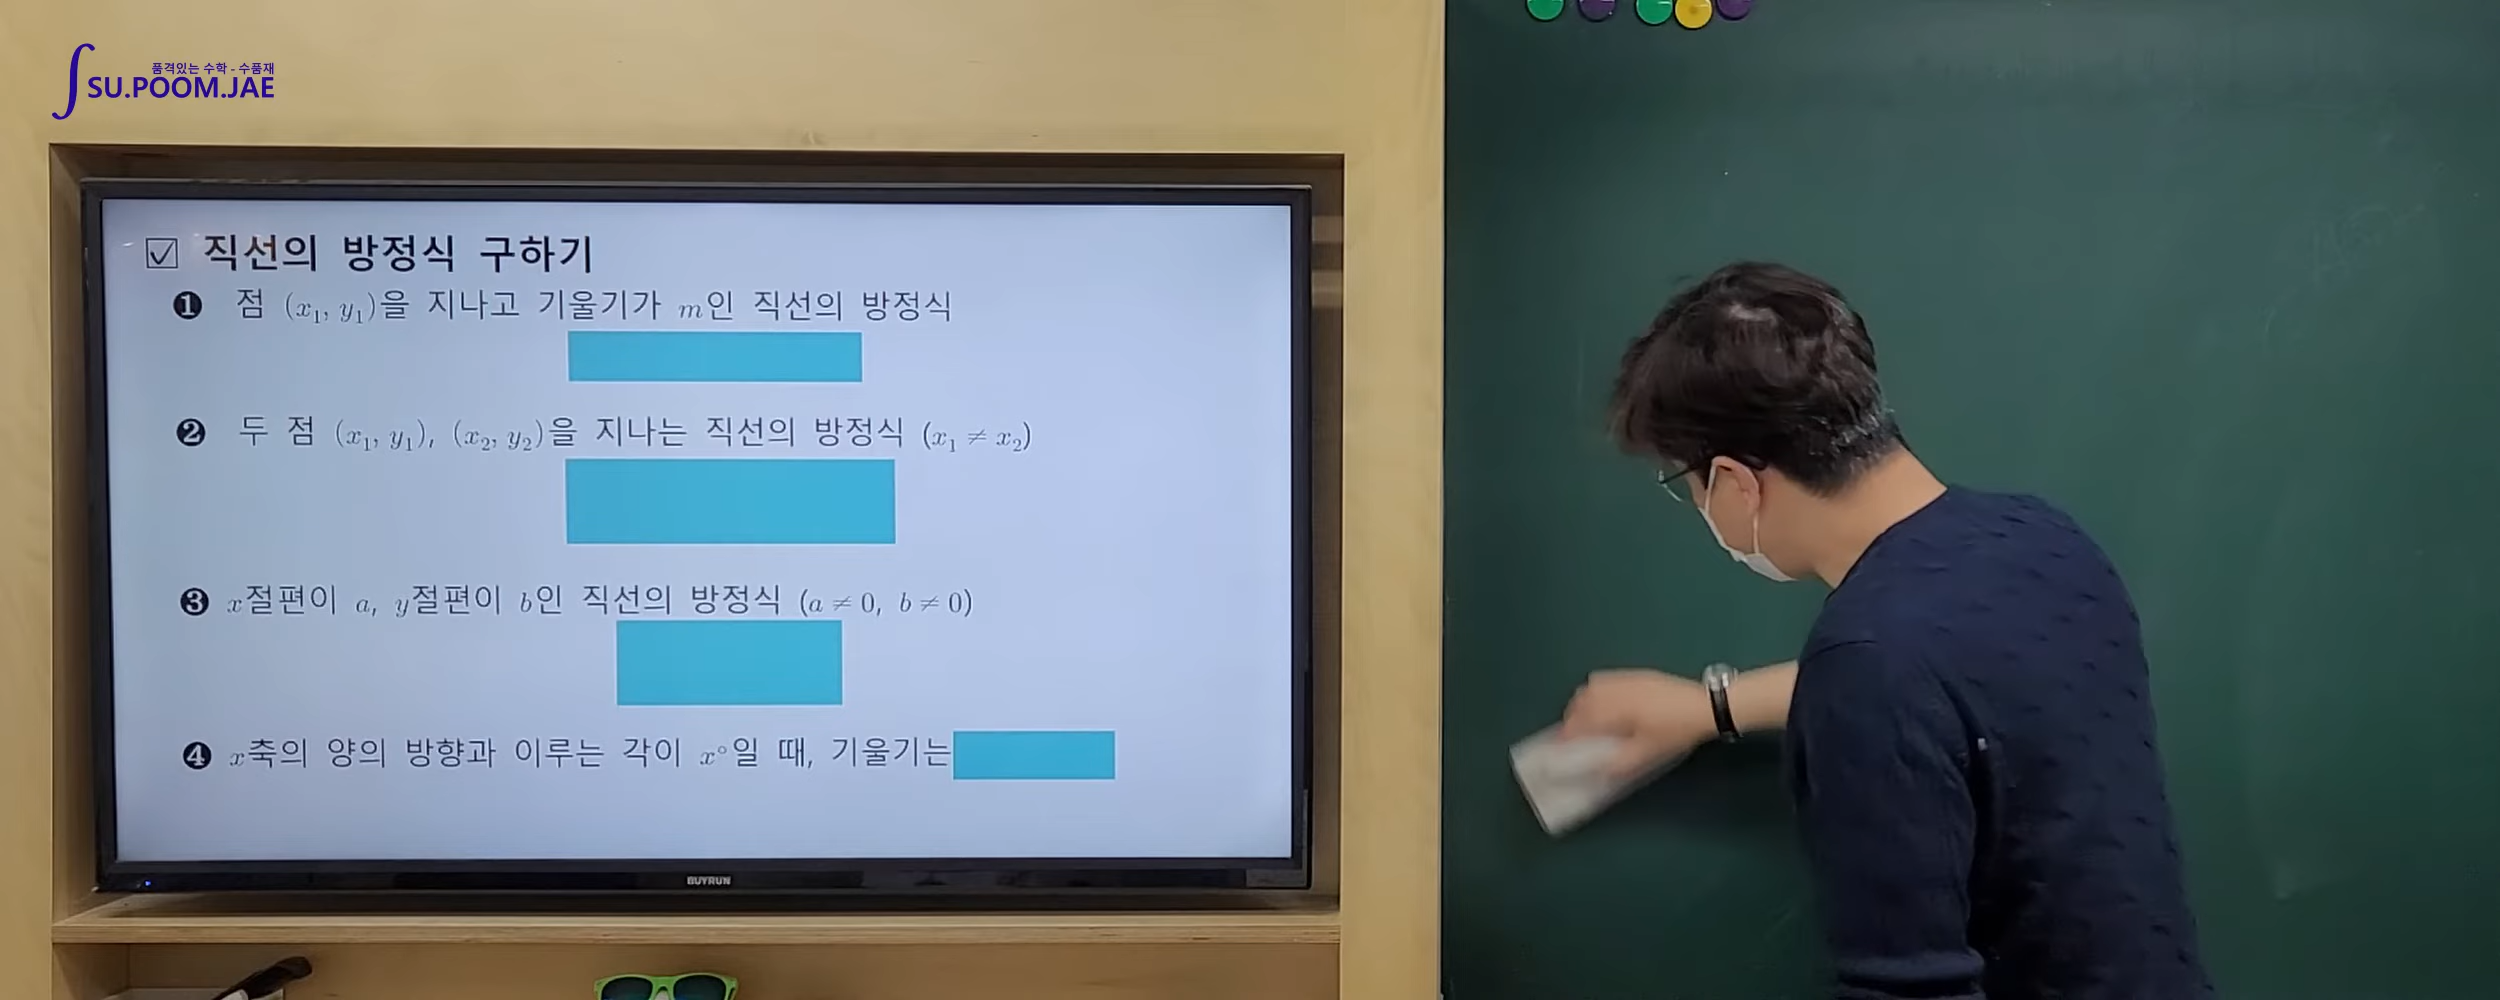 품격있는 수학 - 수품재
SU.POOM.JAE
☑ 직선의 방정식 구하기
❶ 점 (x₁, y₁)을 지나고 기울기가 m인 직선의 방정식
❷ 두 점 (x₁, y₁), (x₂, y₂)을 지나는 직선의 방정식 (x₁ ≠ x₂)
❸ x절편이 a, y절편이 b인 직선의 방정식 (a ≠ 0, b ≠ 0)
❹ x축의 양의 방향과 이루는 각이 x°일 때, 기울기는
BUYRUN